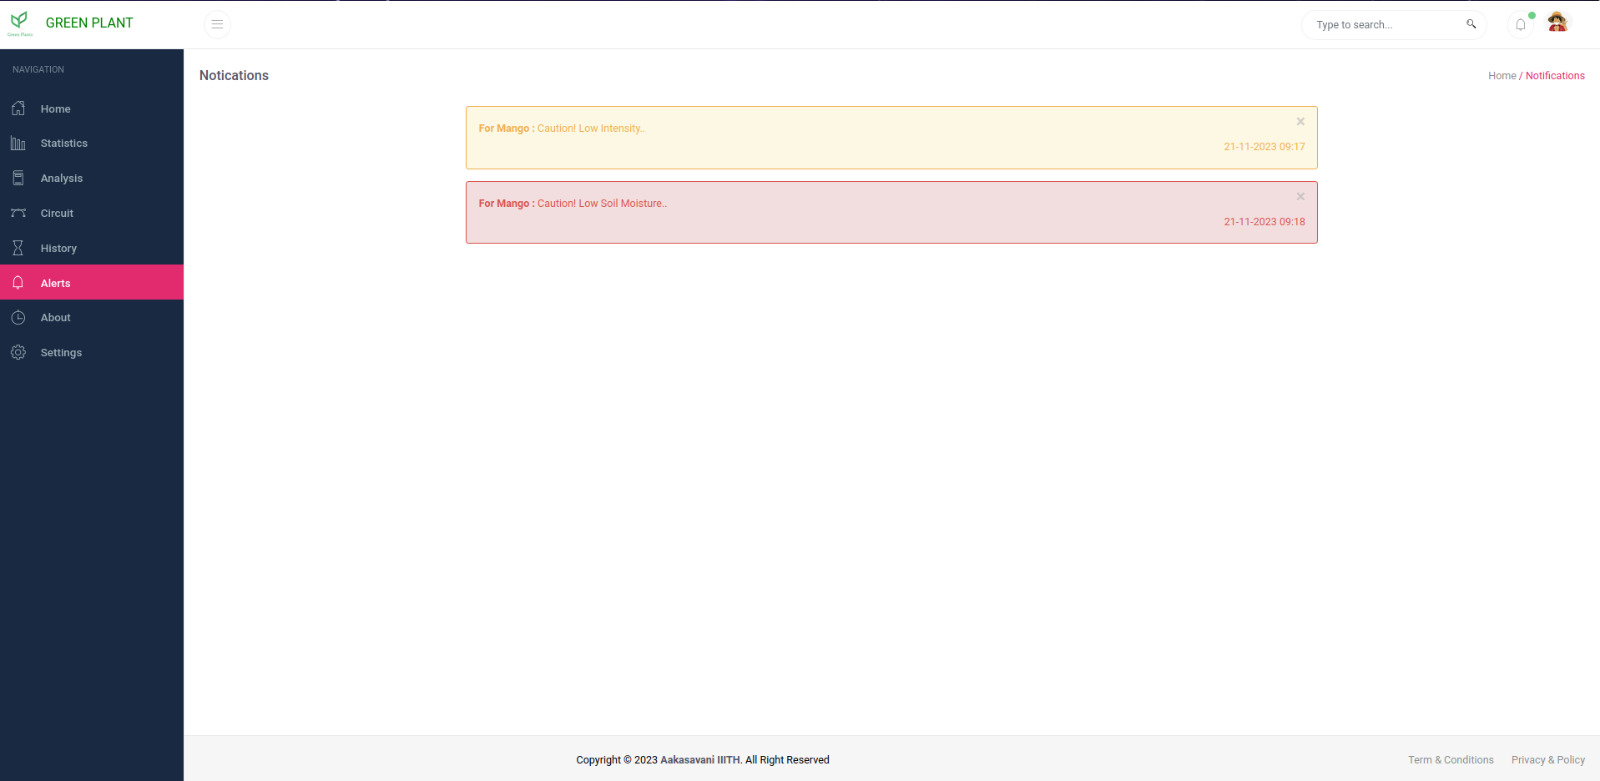 GREEN PLANT
Green Plants
Type to search...
NAVIGATION
Home
Statistics
Analysis
Circuit
History
Alerts
About
Settings
Notications
Home / Notifications
For Mango : Caution! Low Intensity..
×
21-11-2023 09:17
For Mango : Caution! Low Soil Moisture..
×
21-11-2023 09:18
Copyright © 2023 Aakasavani IIITH. All Right Reserved
Term & Conditions
Privacy & Policy